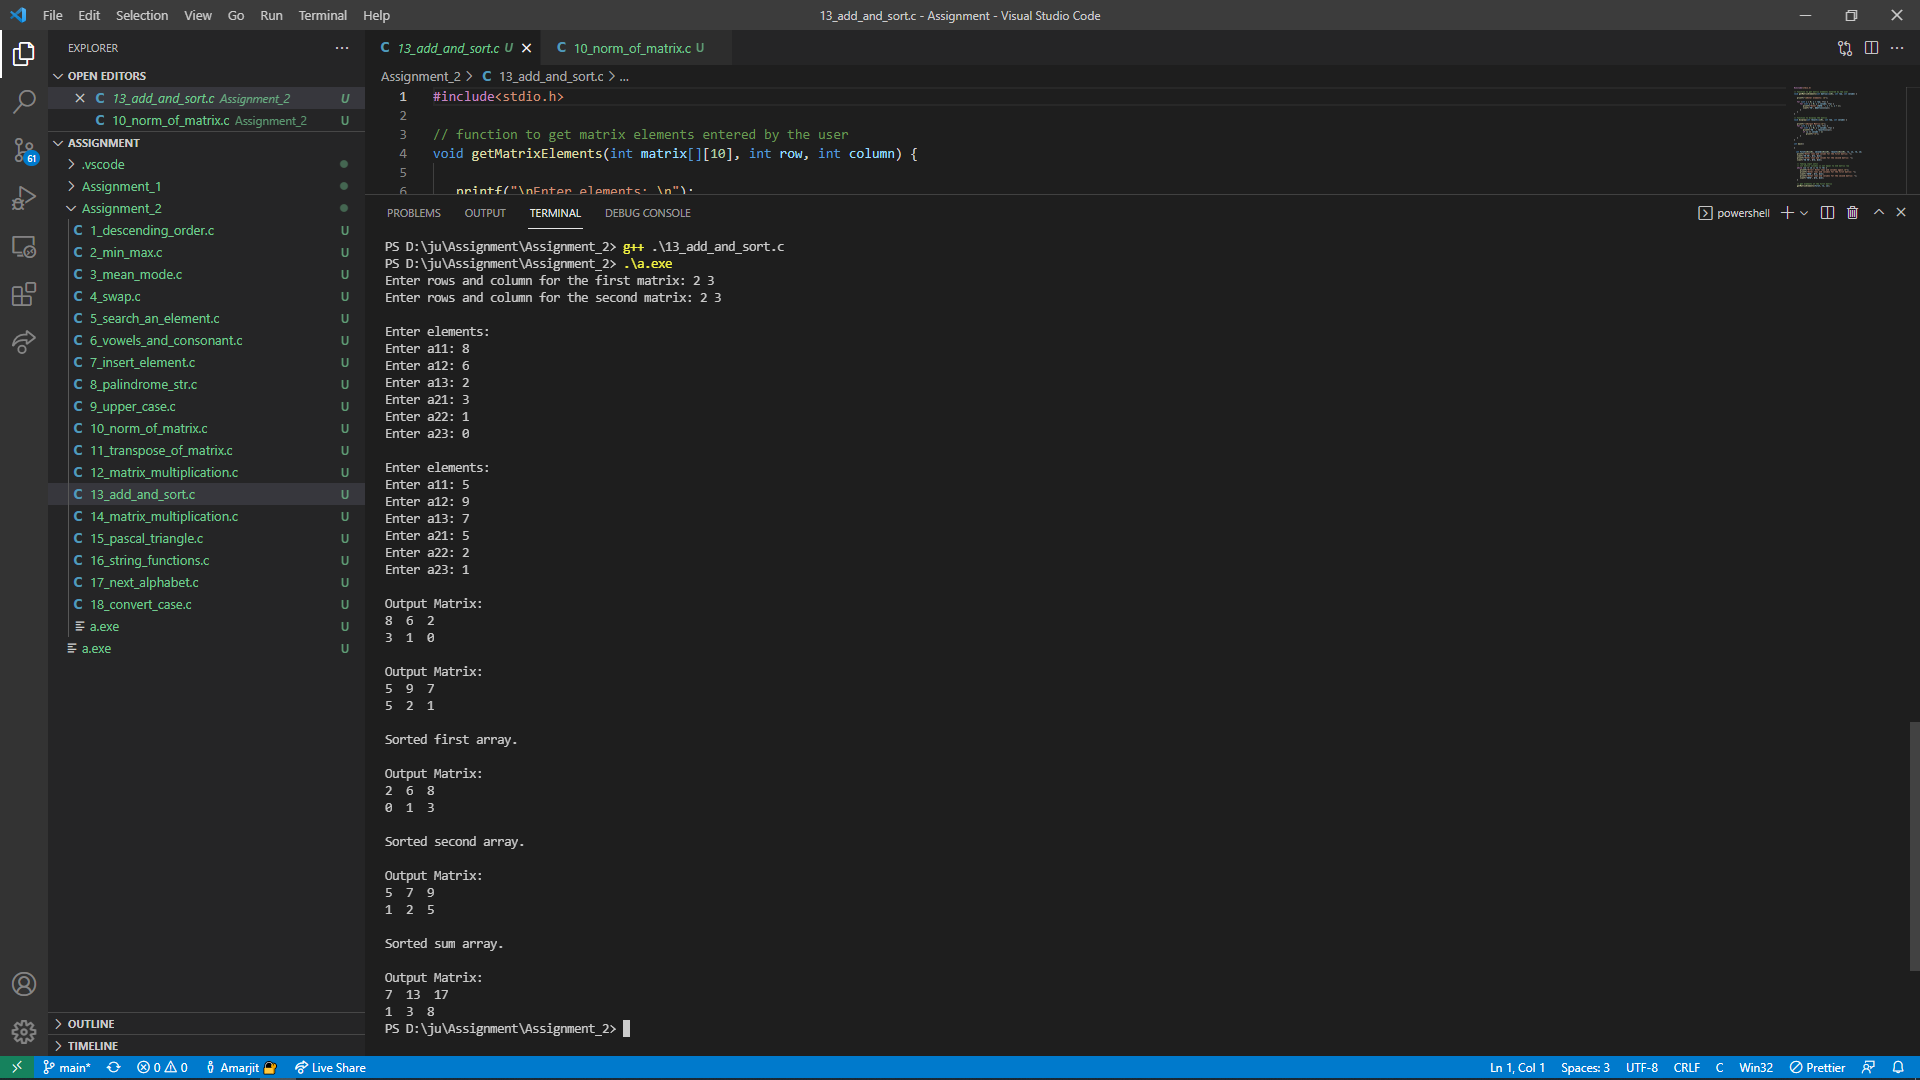 File Edit Selection View Go Run Terminal Help
13_add_and_sort.c - Assignment - Visual Studio Code
EXPLORER
OPEN EDITORS
13_add_and_sort.c Assignment_2 U
10_norm_of_matrix.c Assignment_2 U
ASSIGNMENT
.vscode
Assignment_1
Assignment_2
C 1_descending_order.c U
C 2_min_max.c U
C 3_mean_mode.c U
C 4_swap.c U
C 5_search_an_element.c U
C 6_vowels_and_consonant.c U
C 7_insert_element.c U
C 8_palindrome_str.c U
C 9_upper_case.c U
C 10_norm_of_matrix.c U
C 11_transpose_of_matrix.c U
C 12_matrix_multiplication.c U
C 13_add_and_sort.c U
C 14_matrix_multiplication.c U
C 15_pascal_triangle.c U
C 16_string_functions.c U
C 17_next_alphabet.c U
C 18_convert_case.c U
a.exe U
a.exe U
OUTLINE
TIMELINE
61
C 13_add_and_sort.c U
C 10_norm_of_matrix.c U
Assignment_2 > C 13_add_and_sort.c > ...
1 #include<stdio.h>
2
3 // function to get matrix elements entered by the user
4 void getMatrixElements(int matrix[][10], int row, int column) {
5
6 printf("\nEnter elements: \n");
PROBLEMS OUTPUT TERMINAL DEBUG CONSOLE
powershell
PS D:\ju\Assignment\Assignment_2> g++ .\13_add_and_sort.c
PS D:\ju\Assignment\Assignment_2> .\a.exe
Enter rows and column for the first matrix: 2 3
Enter rows and column for the second matrix: 2 3
Enter elements:
Enter a11: 8
Enter a12: 6
Enter a13: 2
Enter a21: 3
Enter a22: 1
Enter a23: 0
Enter elements:
Enter a11: 5
Enter a12: 9
Enter a13: 7
Enter a21: 5
Enter a22: 2
Enter a23: 1
Output Matrix:
8 6 2
3 1 0
Output Matrix:
5 9 7
5 2 1
Sorted first array.
Output Matrix:
2 6 8
0 1 3
Sorted second array.
Output Matrix:
5 7 9
1 2 5
Sorted sum array.
Output Matrix:
7 13 17
1 3 8
PS D:\ju\Assignment\Assignment_2>
main* 0 0 Amarjit Live Share
Ln 1, Col 1 Spaces: 3 UTF-8 CRLF C Win32 Prettier